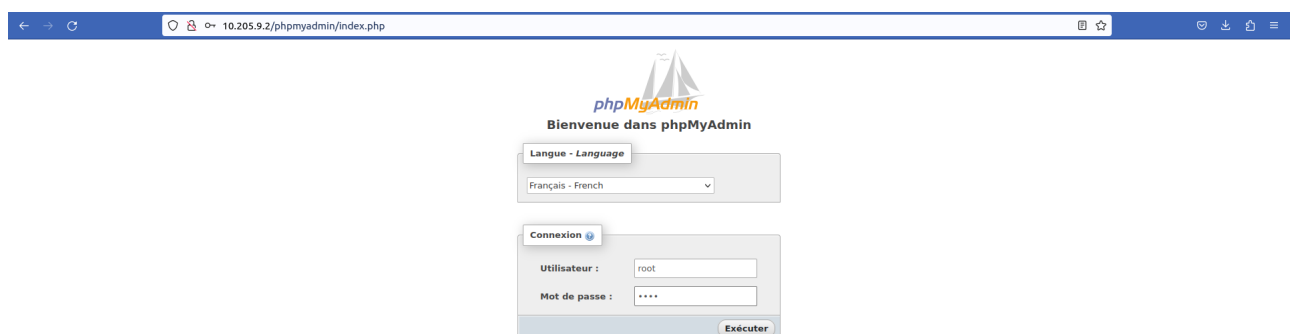 10.205.9.2/phpmyadmin/index.php
phpMyAdmin
Bienvenue dans phpMyAdmin
Langue - Language
Français - French
Connexion
Utilisateur :
root
Mot de passe :
••••
Exécuter